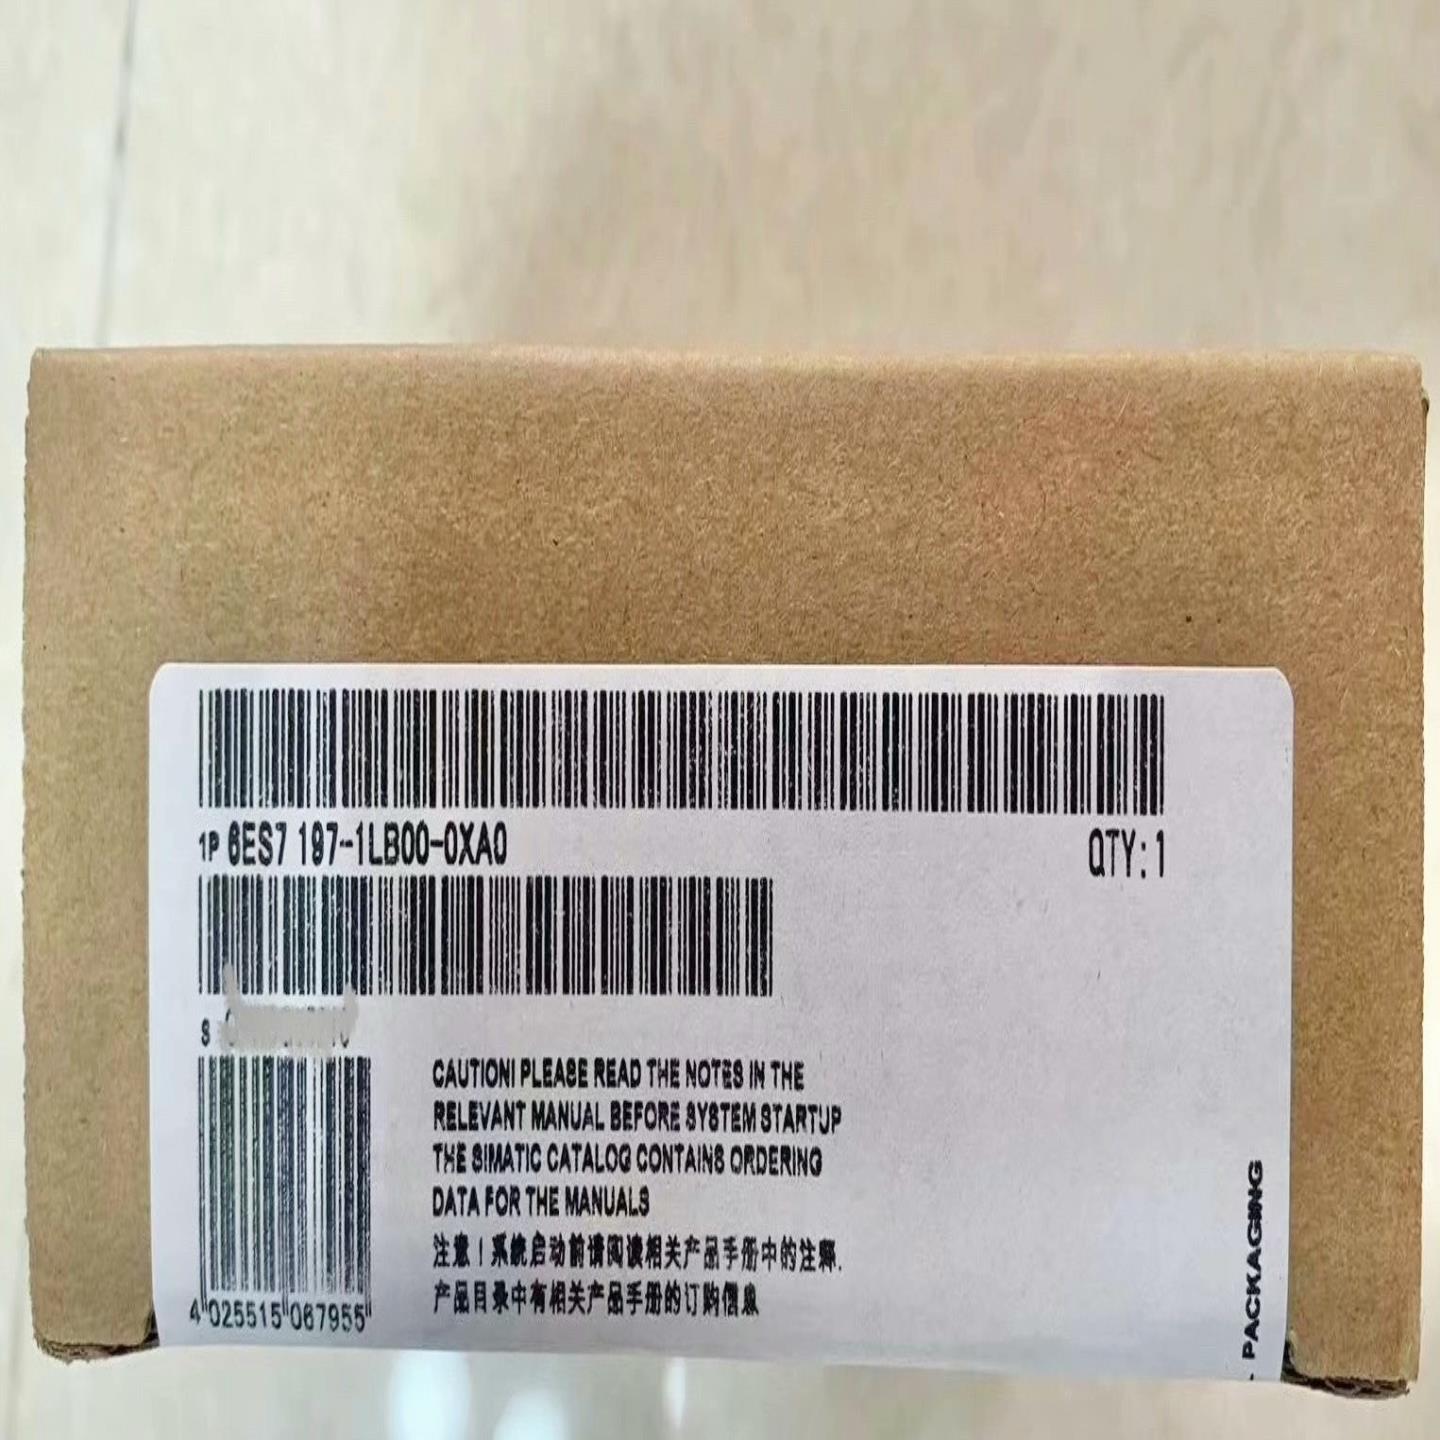 1P 6ES7 197-1LB00-0XA0
QTY:1
S
CAUTION! PLEASE READ THE NOTES IN THE
RELEVANT MANUAL BEFORE SYSTEM STARTUP
THE SIMATIC CATALOG CONTAINS ORDERING
DATA FOR THE MANUALS
注意!系统启动前请阅读相关产品手册中的注释.
产品目录中有相关产品手册的订购信息
4 025515 067955
PACKAGING